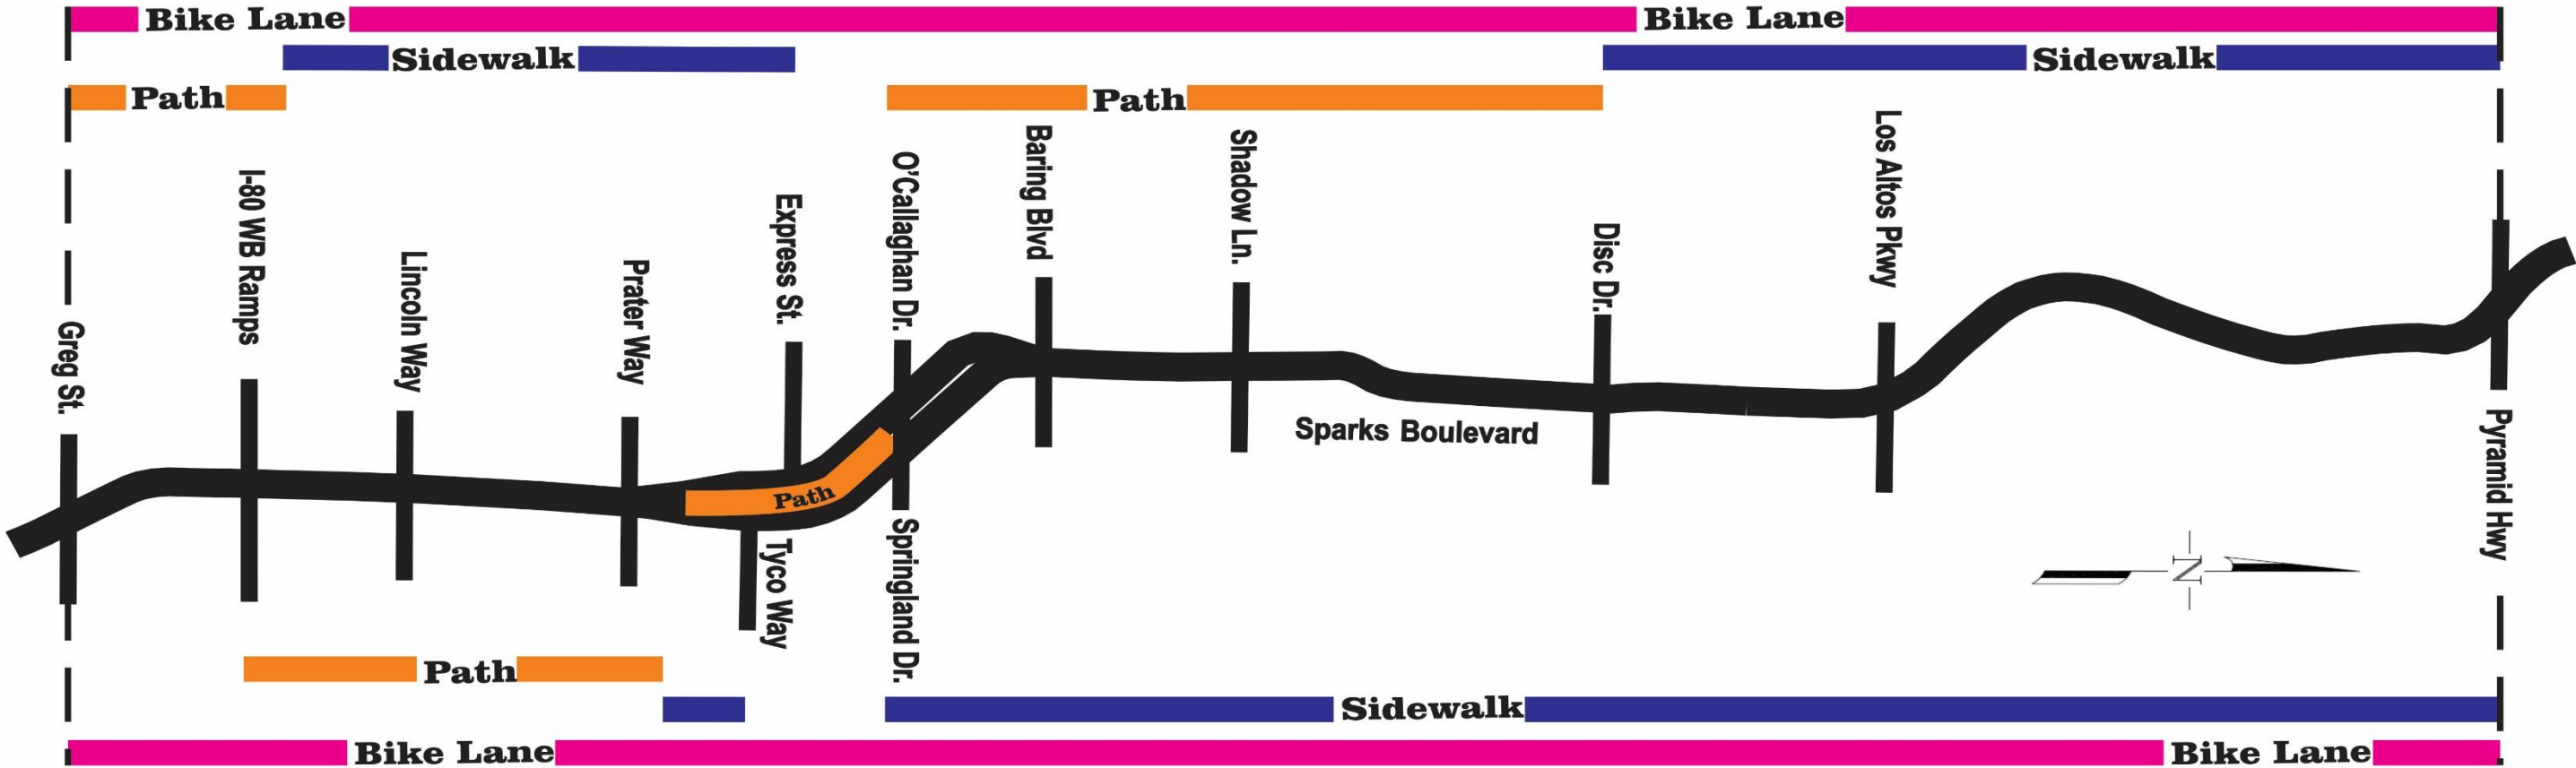 Bike Lane
Bike Lane
Sidewalk
Sidewalk
Path
Path
Greg St.
I-80 WB Ramps
Lincoln Way
Prater Way
Express St.
O'Callaghan Dr.
Baring Blvd
Shadow Ln.
Disc Dr.
Los Altos Pkwy
Sparks Boulevard
Pyramid Hwy
Path
Tyco Way
Springland Dr.
N
Path
Sidewalk
Bike Lane
Bike Lane